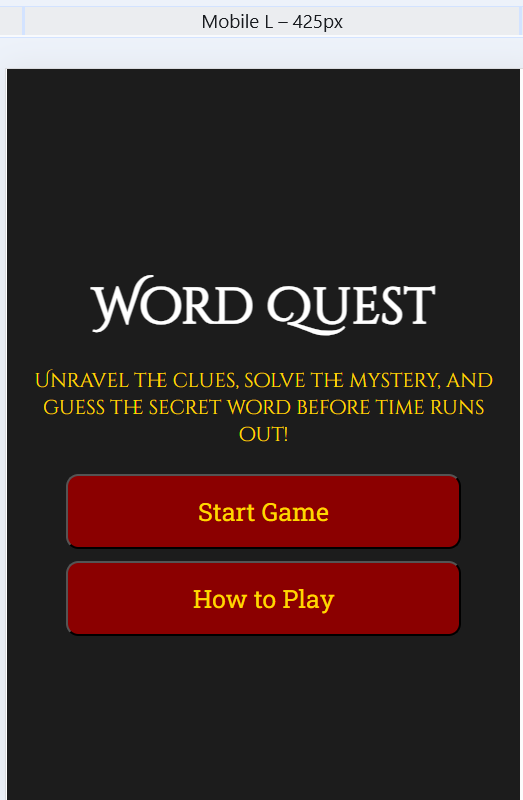 Mobile L – 425px
Word Quest
Unravel the clues, solve the mystery, and
guess the secret word before time runs
out!
Start Game
How to Play